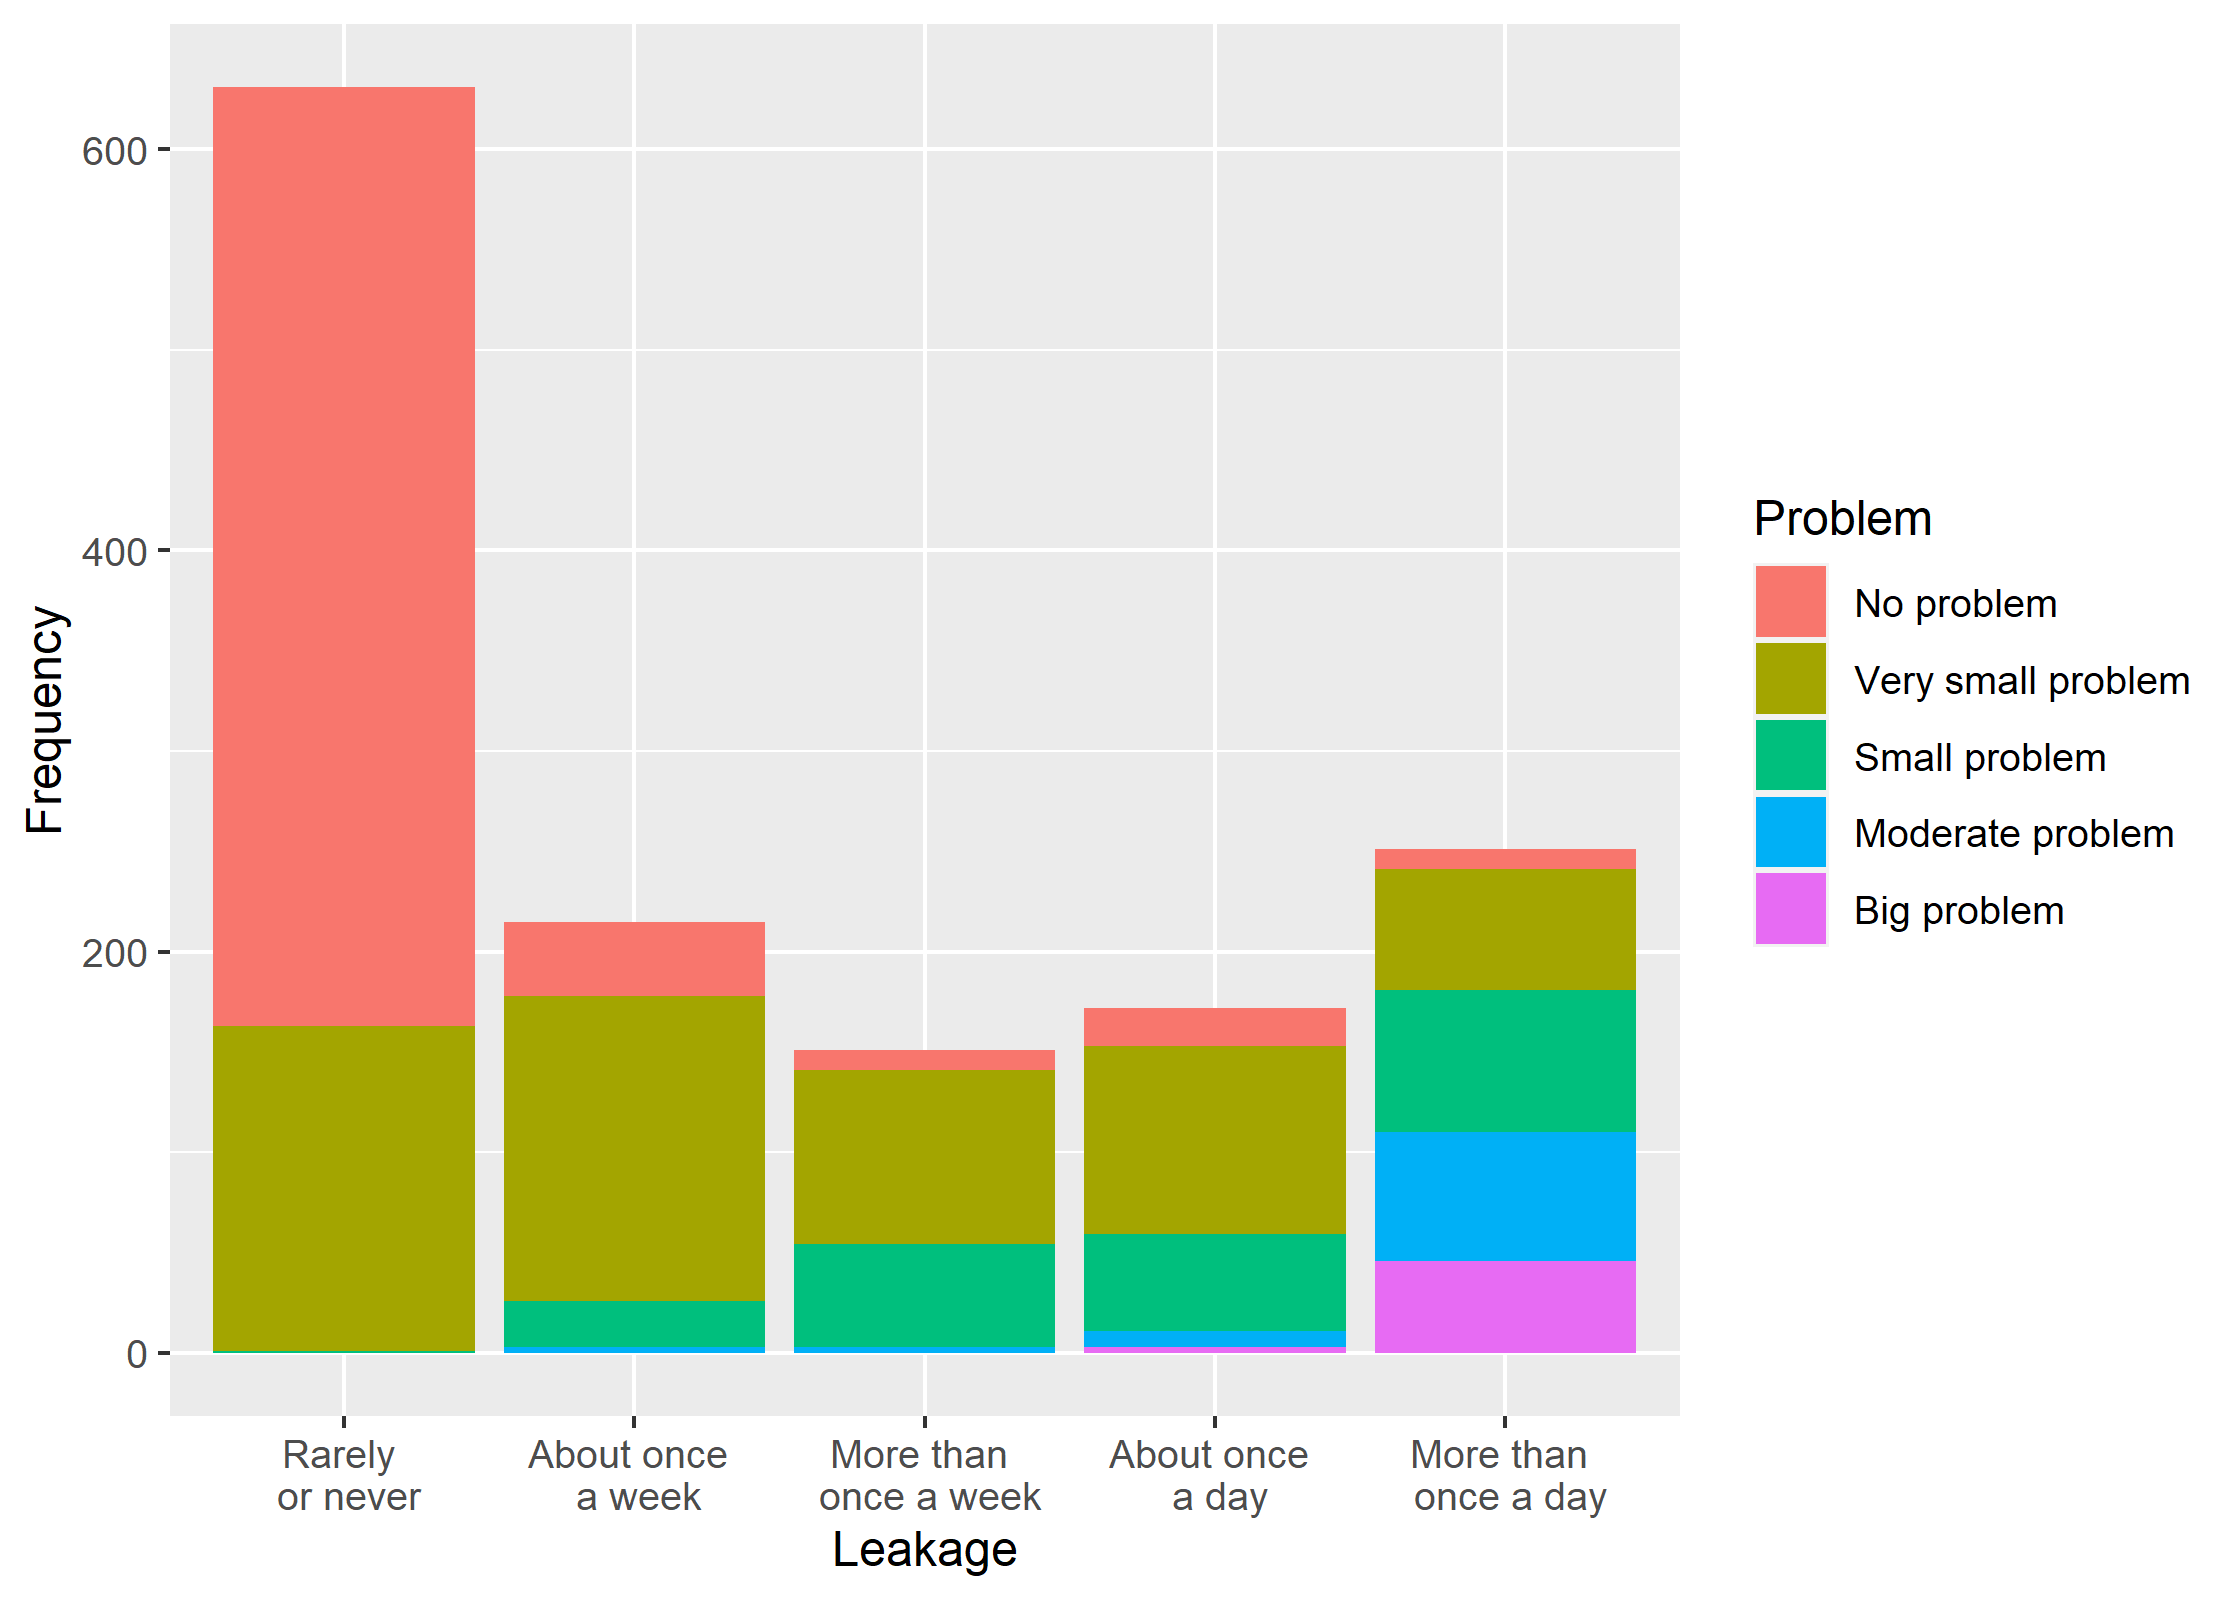 600
400
200
0
Frequency
Rarely
or never
About once
a week
More than
once a week
About once
a day
More than
once a day
Leakage
Problem
No problem
Very small problem
Small problem
Moderate problem
Big problem